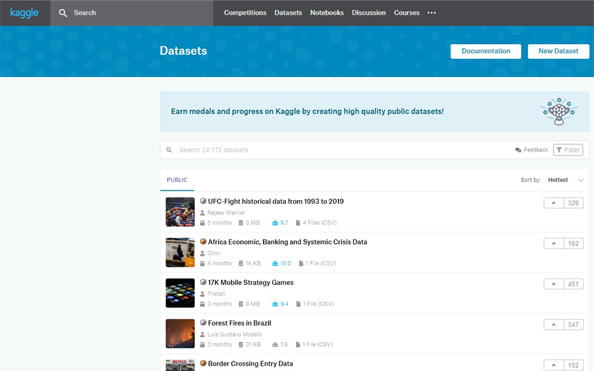 kaggle Search Competitions Datasets Notebooks Discussion Courses
Datasets Documentation New Dataset
Earn medals and progress on Kaggle by creating high quality public datasets!
Search 24 172 datasets Feedback Filter
PUBLIC Sort by: Hottest
UFC-Fight historical data from 1993 to 2019 326
Rajeev Warrier
5 months 3 MB 9.7 4 Files (CSV)
Africa Economic, Banking and Systemic Crisis Data 162
Chiri
4 months 14 KB 10.0 1 File (CSV)
17K Mobile Strategy Games 451
Tristan
3 months 8 MB 9.4 1 File (CSV)
Forest Fires in Brazil 347
Luís Gustavo Modelli
3 months 31 KB 7.6 1 File (CSV)
Border Crossing Entry Data 152